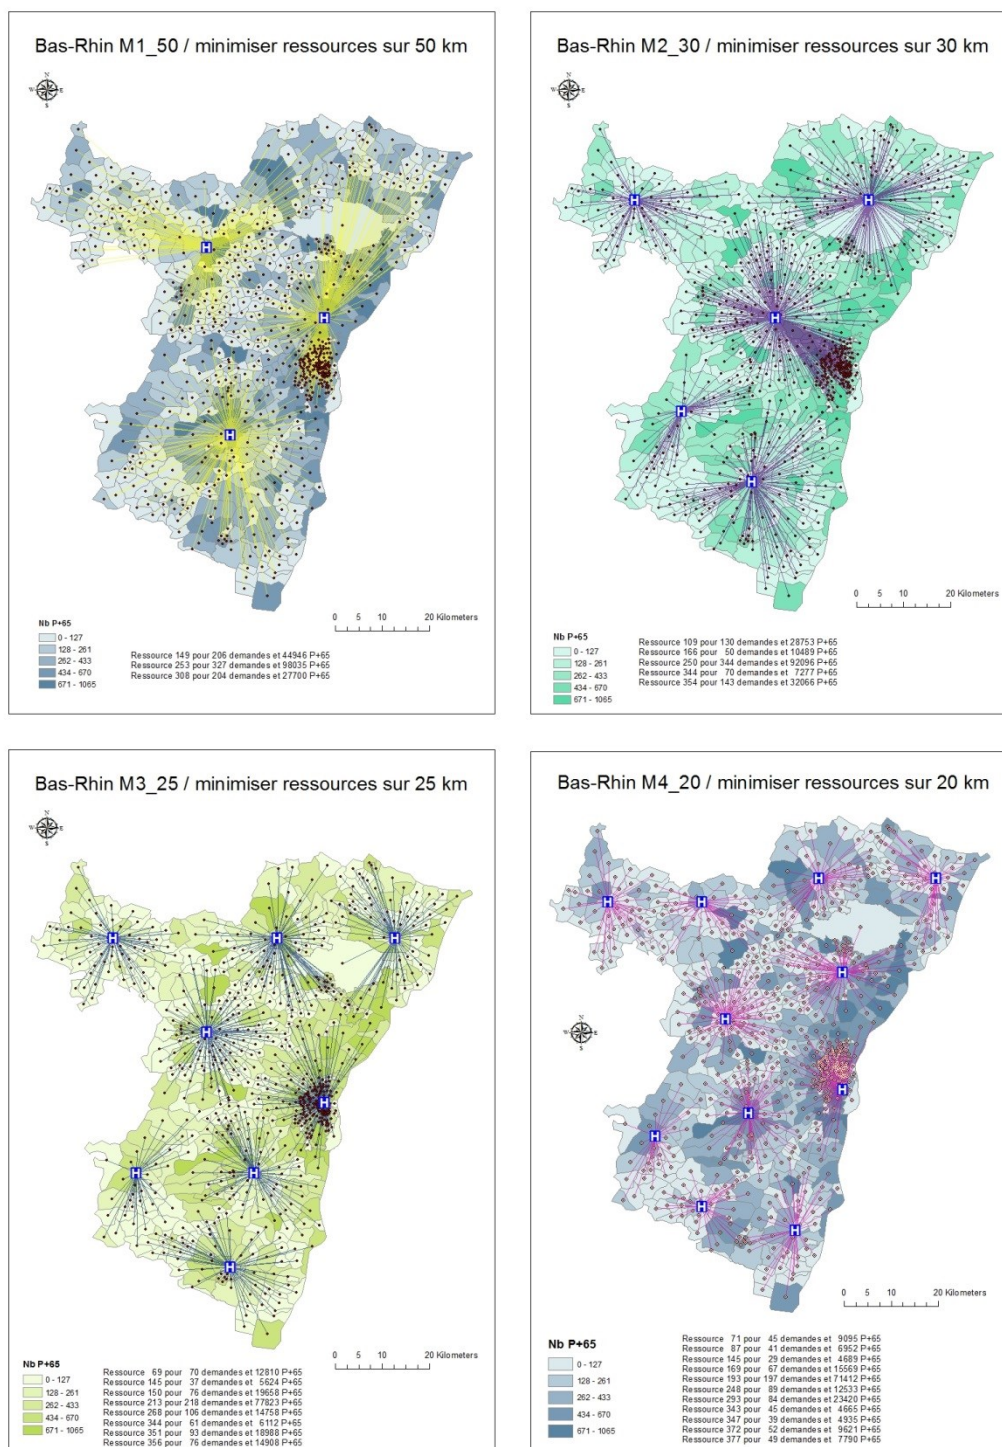 Bas-Rhin M1_50 / minimiser ressources sur 50 km
N
W E
S
H
H
H
0 5 10 20 Kilometers
Nb P+65
0 - 127
128 - 261
262 - 433
434 - 670
671 - 1065
Ressource 149 pour 206 demandes et 44946 P+65
Ressource 253 pour 327 demandes et 98035 P+65
Ressource 308 pour 204 demandes et 27700 P+65
Bas-Rhin M2_30 / minimiser ressources sur 30 km
N
W E
S
H
H
H
H
H
0 5 10 20 Kilometers
Nb P+65
0 - 127
128 - 261
262 - 433
434 - 670
671 - 1065
Ressource 109 pour 130 demandes et 28753 P+65
Ressource 166 pour 50 demandes et 10489 P+65
Ressource 250 pour 344 demandes et 92096 P+65
Ressource 344 pour 70 demandes et 7277 P+65
Ressource 354 pour 143 demandes et 32066 P+65
Bas-Rhin M3_25 / minimiser ressources sur 25 km
N
W E
S
H
H
H
H
H
H
H
H
0 5 10 20 Kilometers
Nb P+65
0 - 127
128 - 261
262 - 433
434 - 670
671 - 1065
Ressource 69 pour 70 demandes et 12810 P+65
Ressource 145 pour 37 demandes et 5624 P+65
Ressource 150 pour 76 demandes et 19658 P+65
Ressource 213 pour 218 demandes et 77823 P+65
Ressource 268 pour 106 demandes et 14758 P+65
Ressource 344 pour 61 demandes et 6112 P+65
Ressource 351 pour 93 demandes et 18988 P+65
Ressource 356 pour 76 demandes et 14908 P+65
Bas-Rhin M4_20 / minimiser ressources sur 20 km
H
H
H
H
H
H
N
W E
S
H
H
H
H
H
0 5 10 20 Kilometers
Nb P+65
0 - 127
128 - 261
262 - 433
434 - 670
671 - 1065
Ressource 71 pour 45 demandes et 9095 P+65
Ressource 87 pour 41 demandes et 6952 P+65
Ressource 145 pour 29 demandes et 4689 P+65
Ressource 169 pour 67 demandes et 15569 P+65
Ressource 193 pour 197 demandes et 71412 P+65
Ressource 248 pour 89 demandes et 12533 P+65
Ressource 293 pour 84 demandes et 23420 P+65
Ressource 343 pour 45 demandes et 4665 P+65
Ressource 347 pour 39 demandes et 4935 P+65
Ressource 372 pour 52 demandes et 9621 P+65
Ressource 377 pour 49 demandes et 7790 P+65